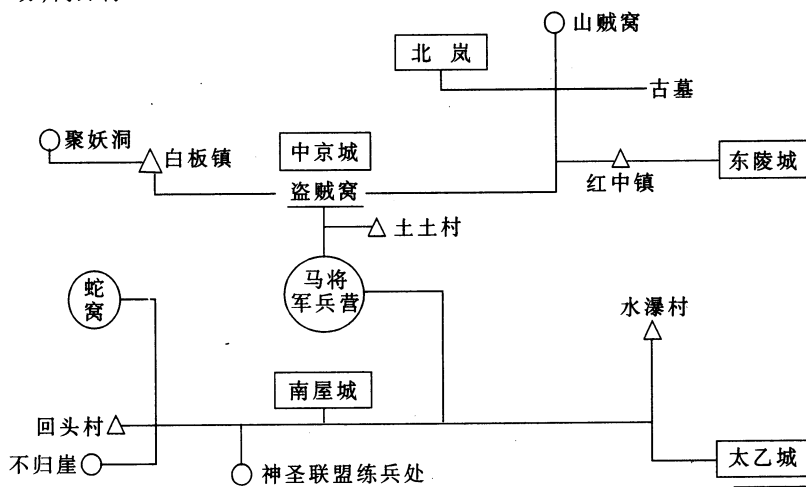 山贼窝
北岚
古墓
聚妖洞
白板镇
中京城
东陵城
盗贼窝
红中镇
土土村
蛇窝
马将
军兵营
水瀑村
南屋城
回头村
不归崖
太乙城
神圣联盟练兵处